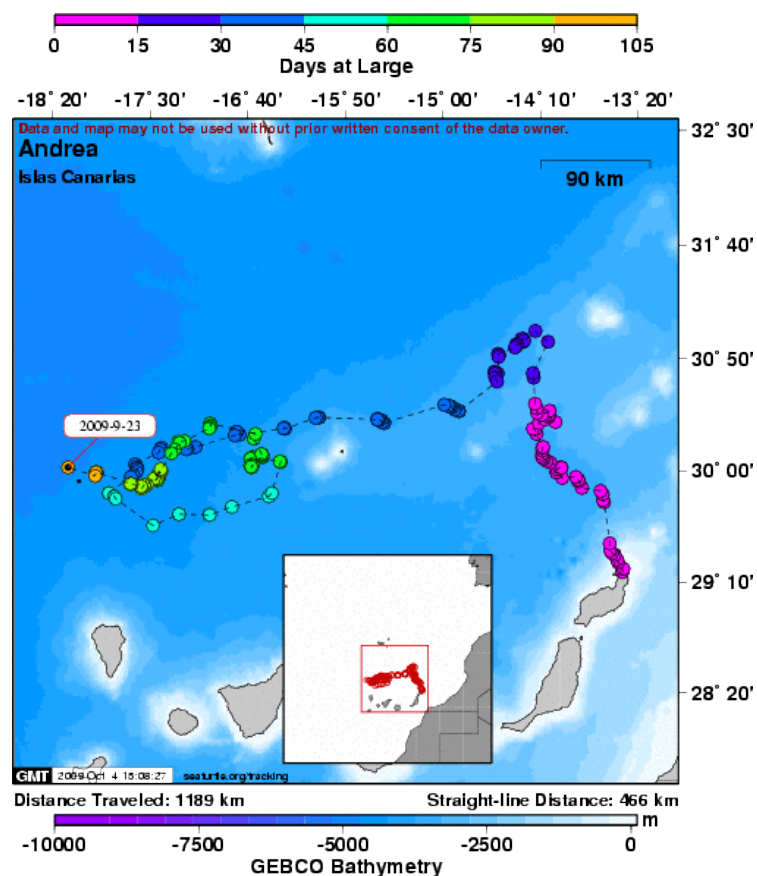 0 15 30 45 60 75 90 105
Days at Large
-18˚ 20' -17˚ 30' -16˚ 40' -15˚ 50' -15˚ 00' -14˚ 10' -13˚ 20'
Data and map may not be used without prior written consent of the data owner.
32˚ 30'
Andrea
Islas Canarias
90 km
31˚ 40'
30˚ 50'
2009-9-23
30˚ 00'
29˚ 10'
28˚ 20'
GMT 2009 Oct 4 15:08:27 seaturtle.org/tracking
Distance Traveled: 1189 km Straight-line Distance: 466 km
m
-10000 -7500 -5000 -2500 0
GEBCO Bathymetry